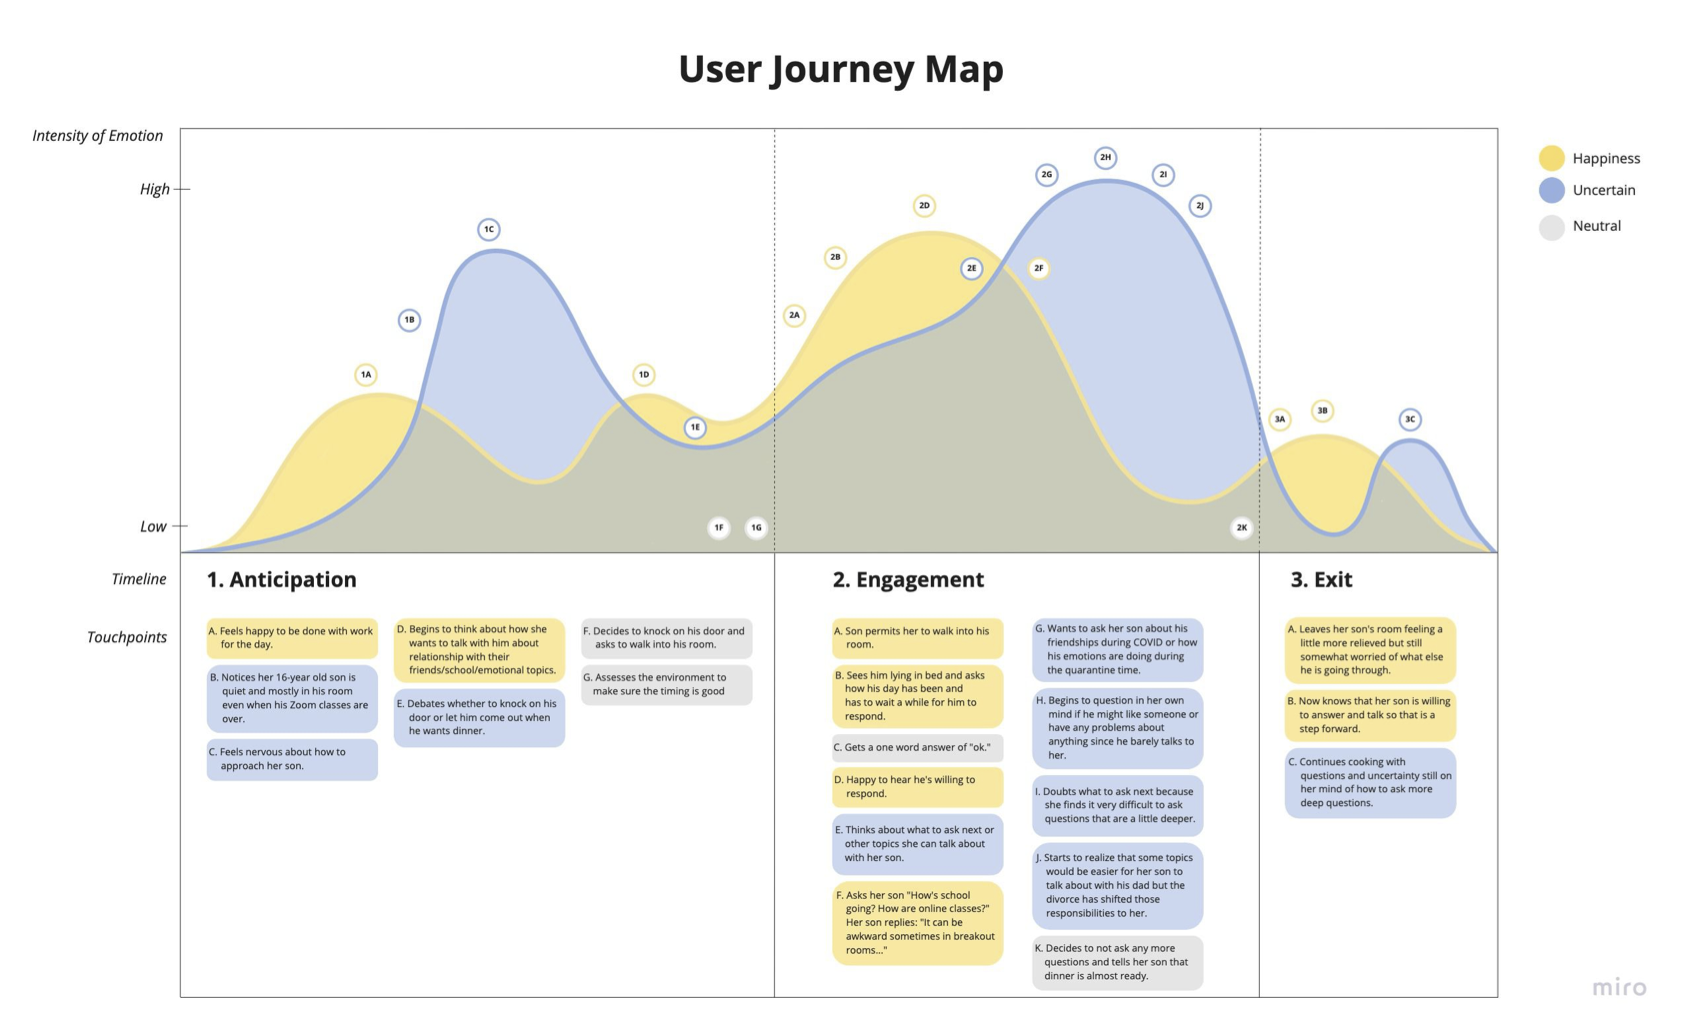 User Journey Map
Intensity of Emotion
High
Low
Happiness
Uncertain
Neutral
1A
1B
1C
1D
1E
1F
1G
2A
2B
2D
2E
2F
2G
2H
2I
2J
2K
3A
3B
3C
Timeline
Touchpoints
1. Anticipation
A. Feels happy to be done with work
for the day.
B. Notices her 16-year old son is
quiet and mostly in his room
even when his Zoom classes are
over.
C. Feels nervous about how to
approach her son.
D. Begins to think about how she
wants to talk with him about
relationship with their
friends/school/emotional topics.
E. Debates whether to knock on his
door or let him come out when
he wants dinner.
F. Decides to knock on his door and
asks to walk into his room.
G. Assesses the environment to
make sure the timing is good
2. Engagement
A. Son permits her to walk into his
room.
B. Sees him lying in bed and asks
how his day has been and
has to wait a while for him to
respond.
C. Gets a one word answer of "ok."
D. Happy to hear he's willing to
respond.
E. Thinks about what to ask next or
other topics she can talk about
with her son.
F. Asks her son "How's school
going? How are online classes?"
Her son replies: "It can be
awkward sometimes in breakout
rooms..."
G. Wants to ask her son about his
friendships during COVID or how
his emotions are doing during
the quarantine time.
H. Begins to question in her own
mind if he might like someone or
have any problems about
anything since he barely talks to
her.
I. Doubts what to ask next because
she finds it very difficult to ask
questions that are a little deeper.
J. Starts to realize that some topics
would be easier for her son to
talk about with his dad but the
divorce has shifted those
responsibilities to her.
K. Decides to not ask any more
questions and tells her son that
dinner is almost ready.
3. Exit
A. Leaves her son's room feeling a
little more relieved but still
somewhat worried of what else
he is going through.
B. Now knows that her son is willing
to answer and talk so that is a
step forward.
C. Continues cooking with
questions and uncertainty still on
her mind of how to ask more
deep questions.
miro